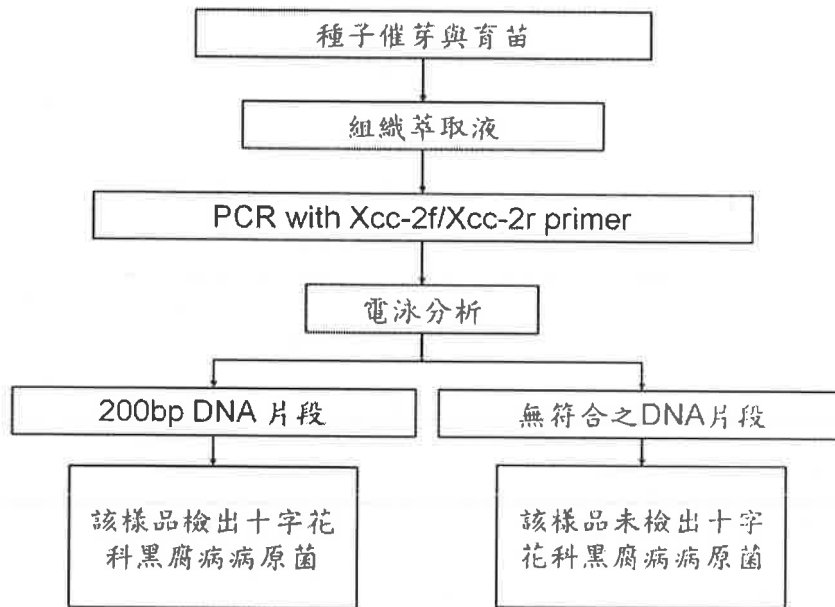 種子催芽與育苗
組織萃取液
PCR with Xcc-2f/Xcc-2r primer
電泳分析
200bp DNA 片段
無符合之DNA片段
該樣品檢出十字花
科黑腐病病原菌
該樣品未檢出十字
花科黑腐病病原菌